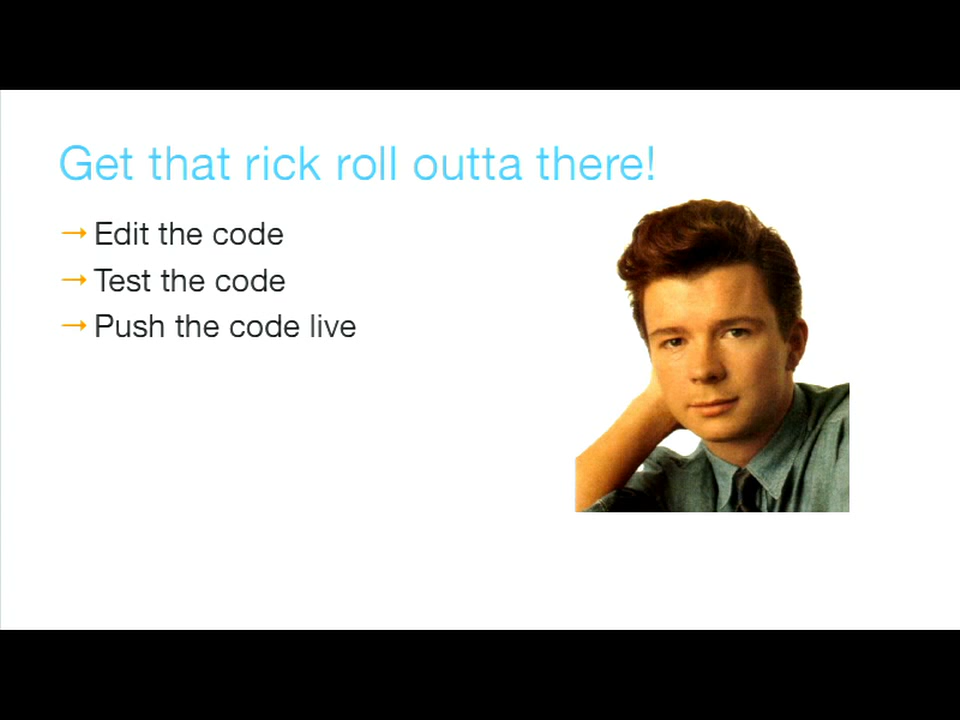 Get that rick roll outta there!
→ Edit the code
→ Test the code
→ Push the code live